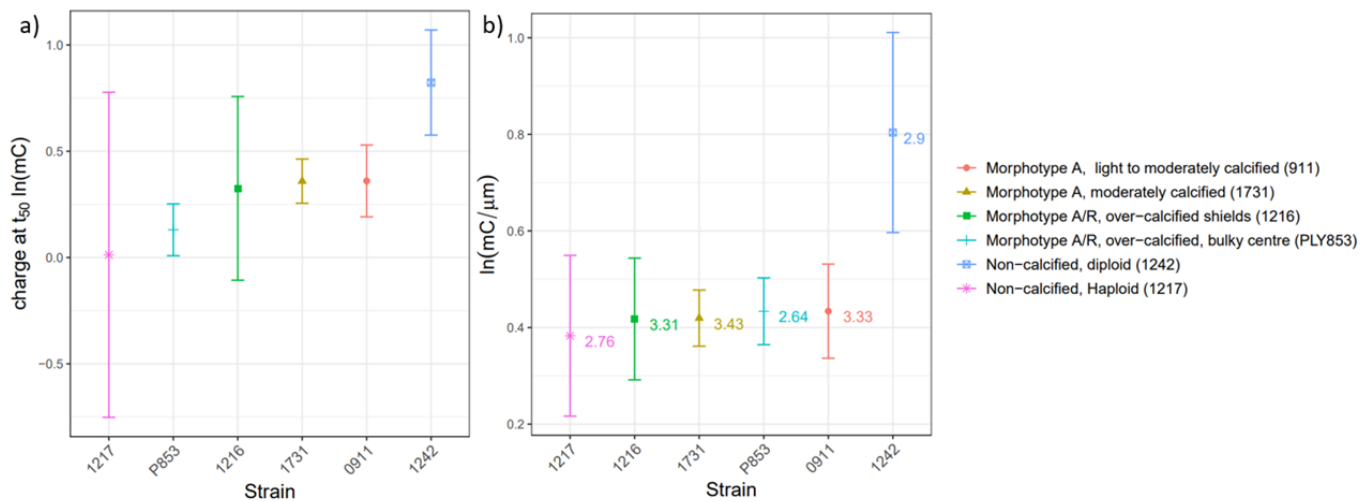 a)
charge at t50 ln(mC)
1.0
0.5
0.0
−0.5
1217
P853
1216
1731
0911
1242
Strain
b)
ln(mC/μm)
1.0
0.8
0.6
0.4
0.2
2.76
3.31
3.43
2.64
3.33
2.9
1217
1216
1731
P853
0911
1242
Strain
Morphotype A, light to moderately calcified (911)
Morphotype A, moderately calcified (1731)
Morphotype A/R, over−calcified shields (1216)
Morphotype A/R, over−calcified, bulky centre (PLY853)
Non−calcified, diploid (1242)
Non−calcified, Haploid (1217)